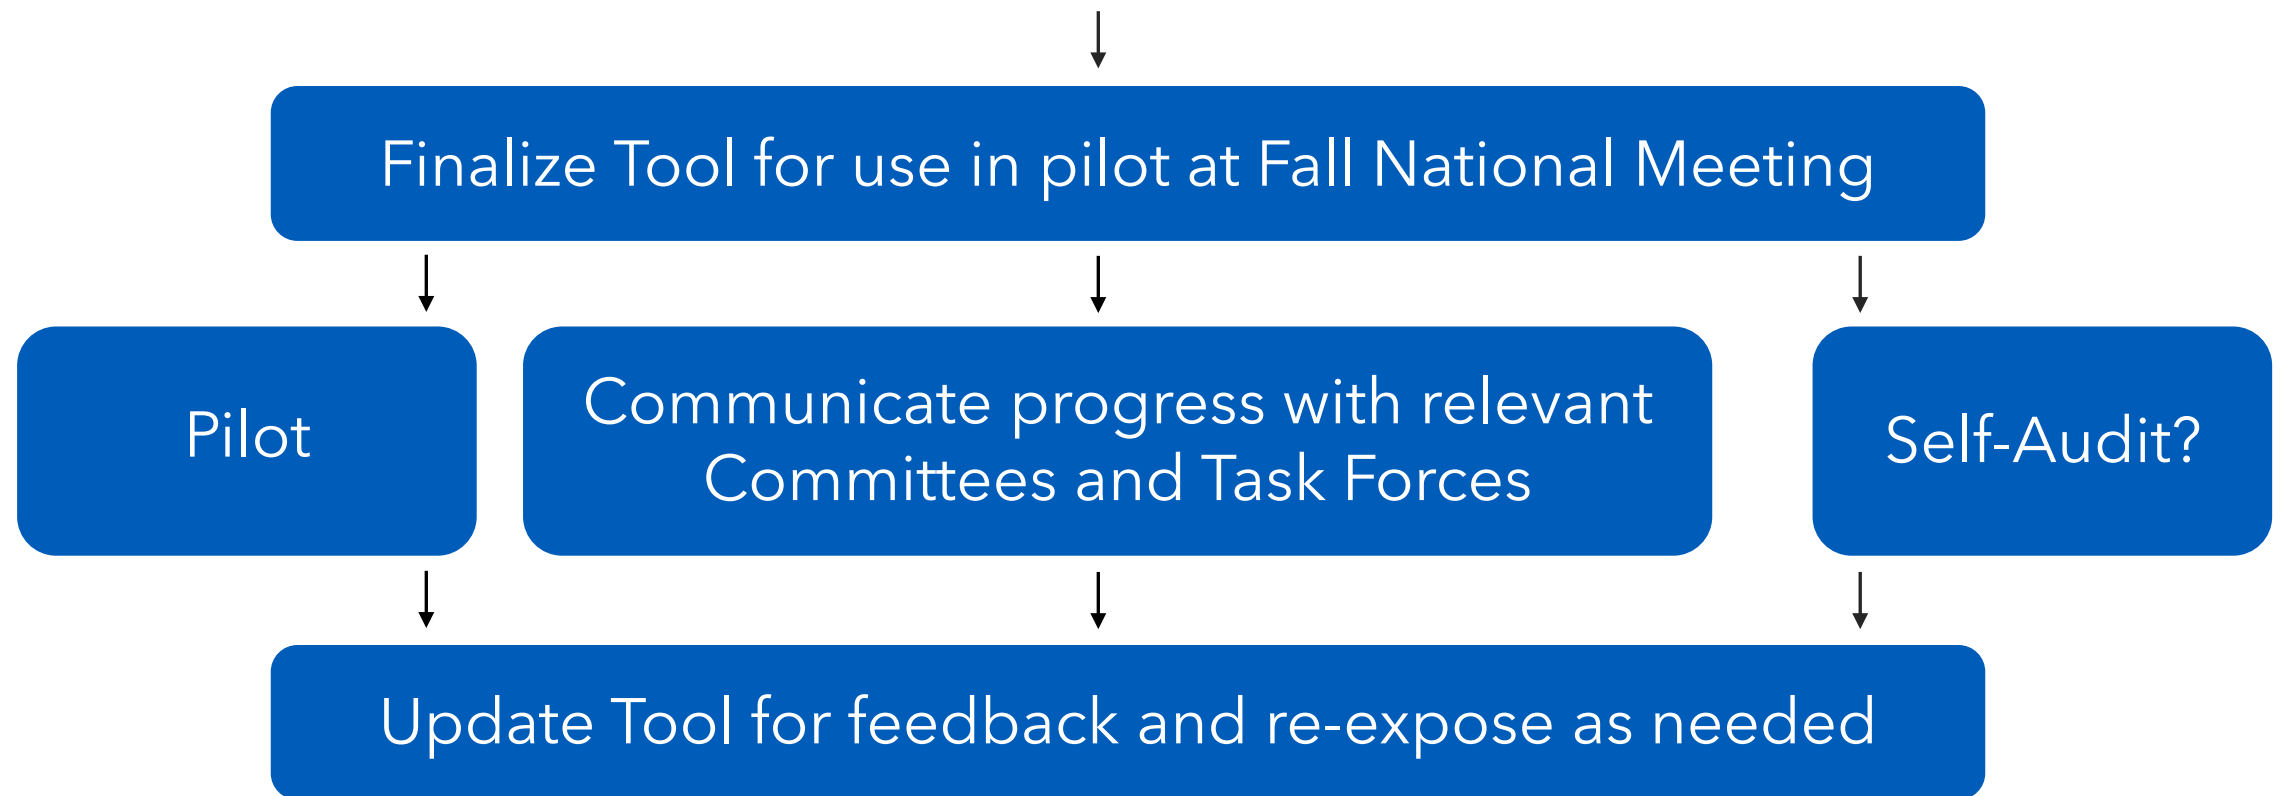 Finalize Tool for use in pilot at Fall National Meeting
Pilot
Communicate progress with relevant
Committees and Task Forces
Self-Audit?
Update Tool for feedback and re-expose as needed